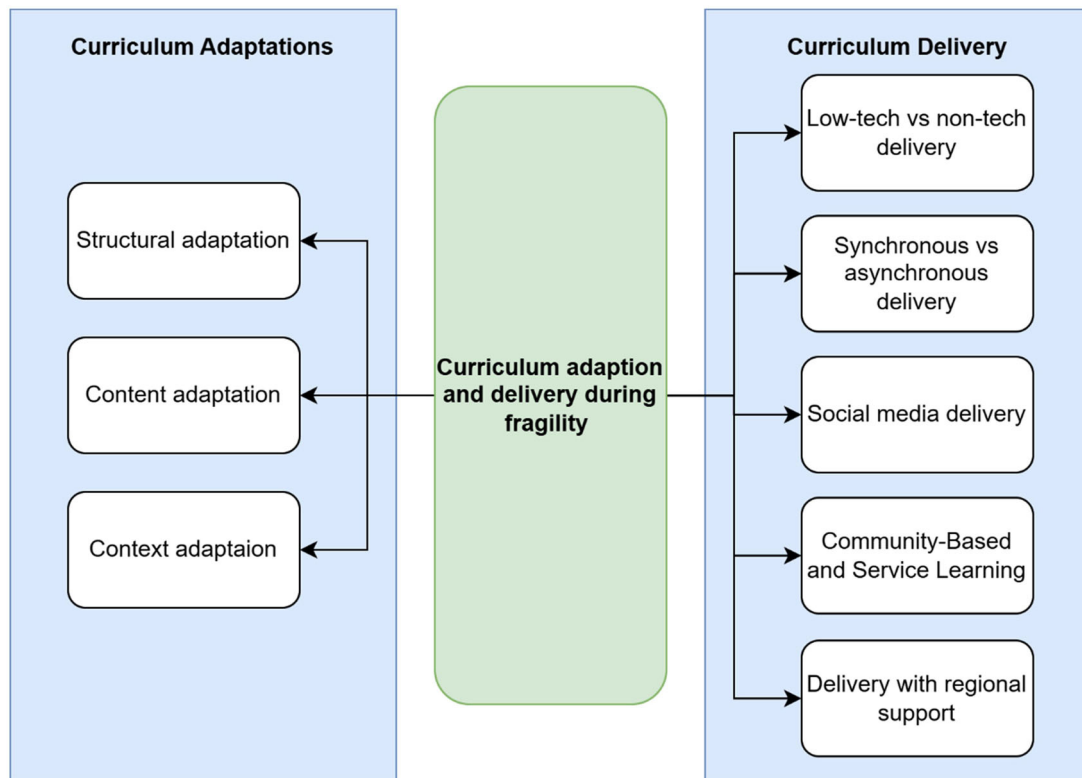 Curriculum Adaptations
Structural adaptation
Content adaptation
Context adaptaion
Curriculum adaption
and delivery during
fragility
Curriculum Delivery
Low-tech vs non-tech
delivery
Synchronous vs
asynchronous
delivery
Social media delivery
Community-Based
and Service Learning
Delivery with regional
support